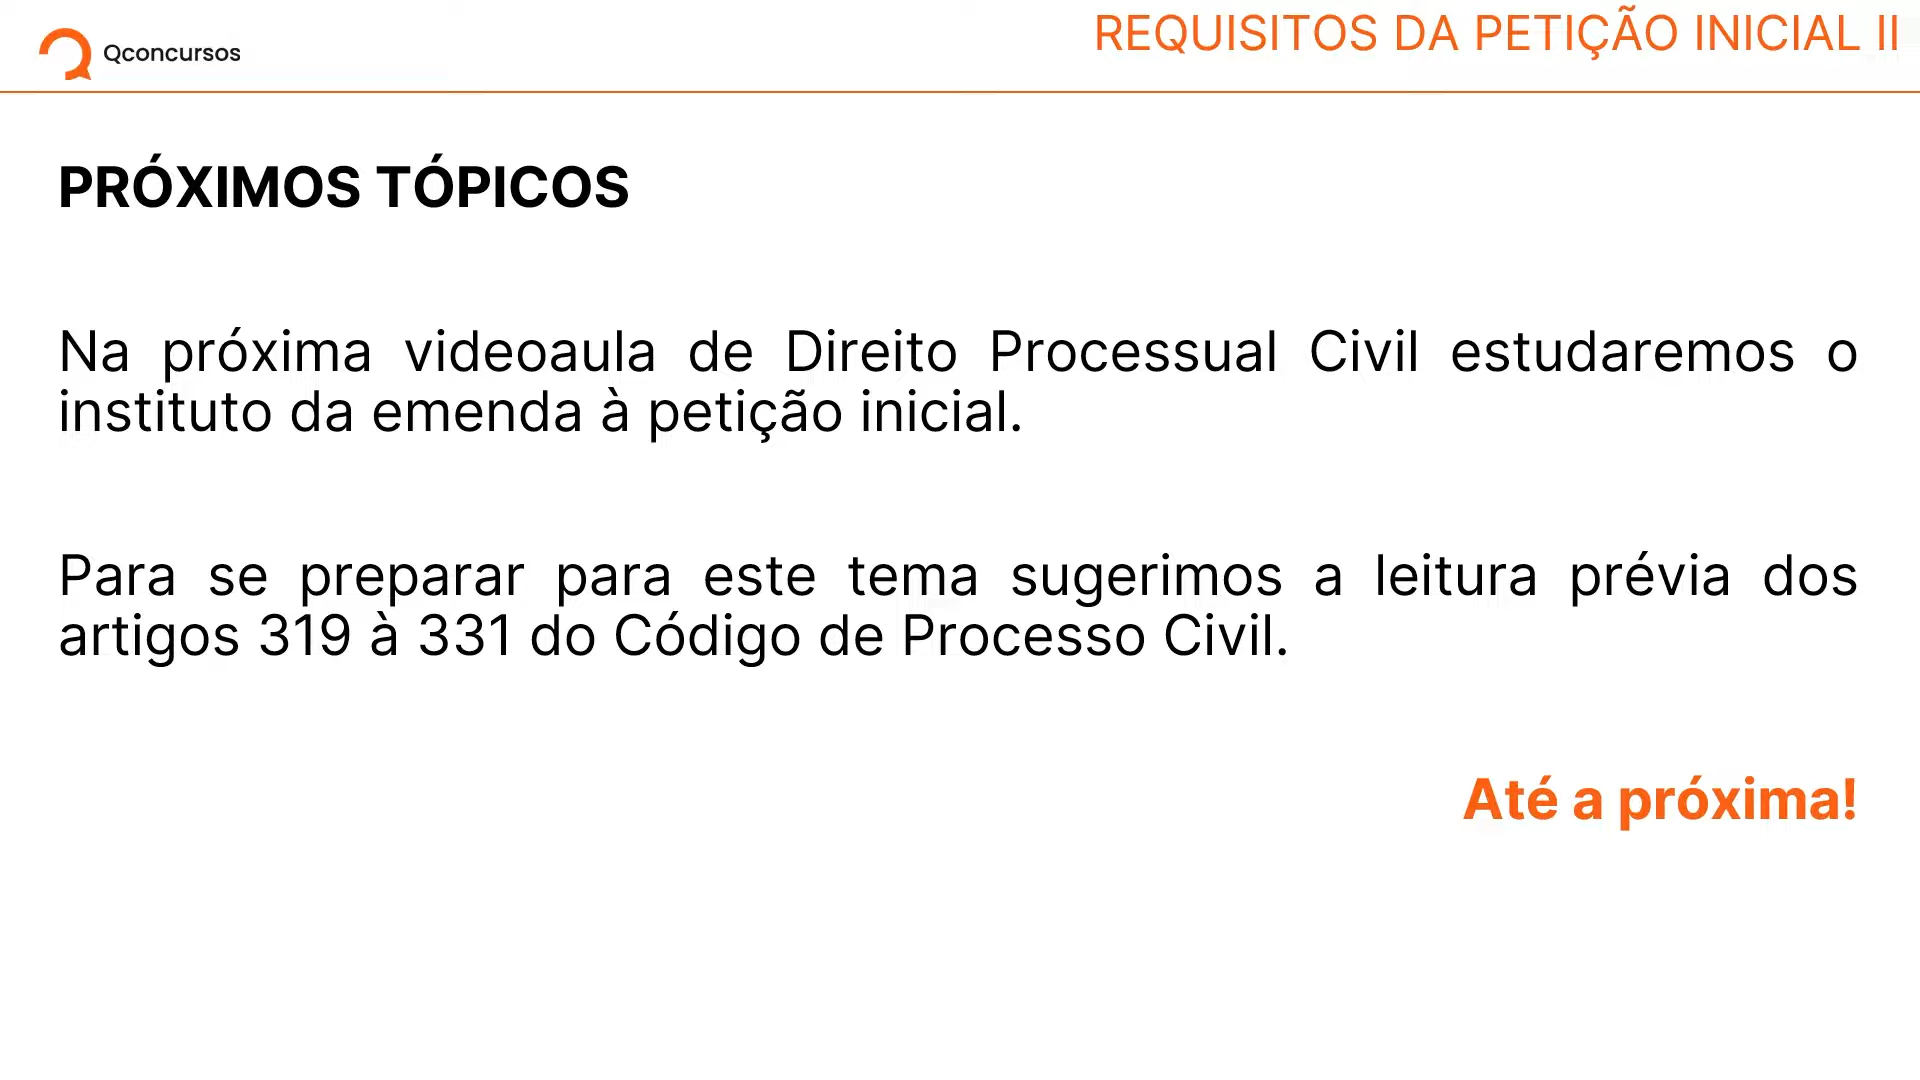 Qconcursos
REQUISITOS DA PETIÇÃO INICIAL II
PRÓXIMOS TÓPICOS
Na próxima videoaula de Direito Processual Civil estudaremos o
instituto da emenda à petição inicial.
Para se preparar para este tema sugerimos a leitura prévia dos
artigos 319 à 331 do Código de Processo Civil.
Até a próxima!